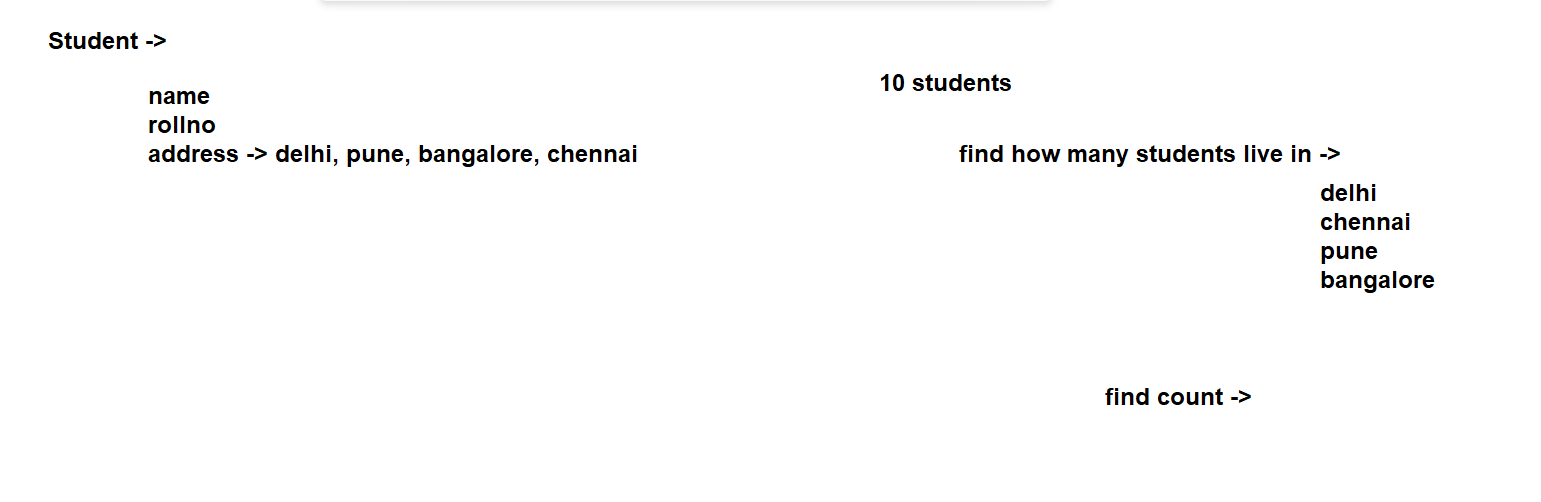 Student ->
name
rollno
address -> delhi, pune, bangalore, chennai
10 students
find how many students live in ->
delhi
chennai
pune
bangalore
find count ->